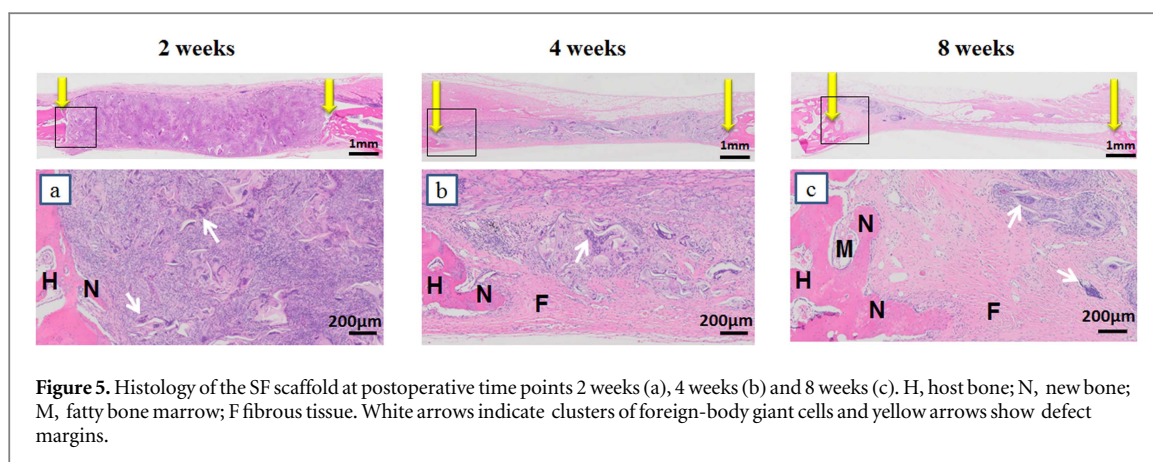 2 weeks
4 weeks
8 weeks
1mm
1mm
1mm
a
b
c
H
N
H
N
F
H
M
N
N
F
200μm
200μm
200μm
Figure 5. Histology of the SF scaffold at postoperative time points 2 weeks (a), 4 weeks (b) and 8 weeks (c). H, host bone; N, new bone;
M, fatty bone marrow; F fibrous tissue. White arrows indicate clusters of foreign-body giant cells and yellow arrows show defect
margins.